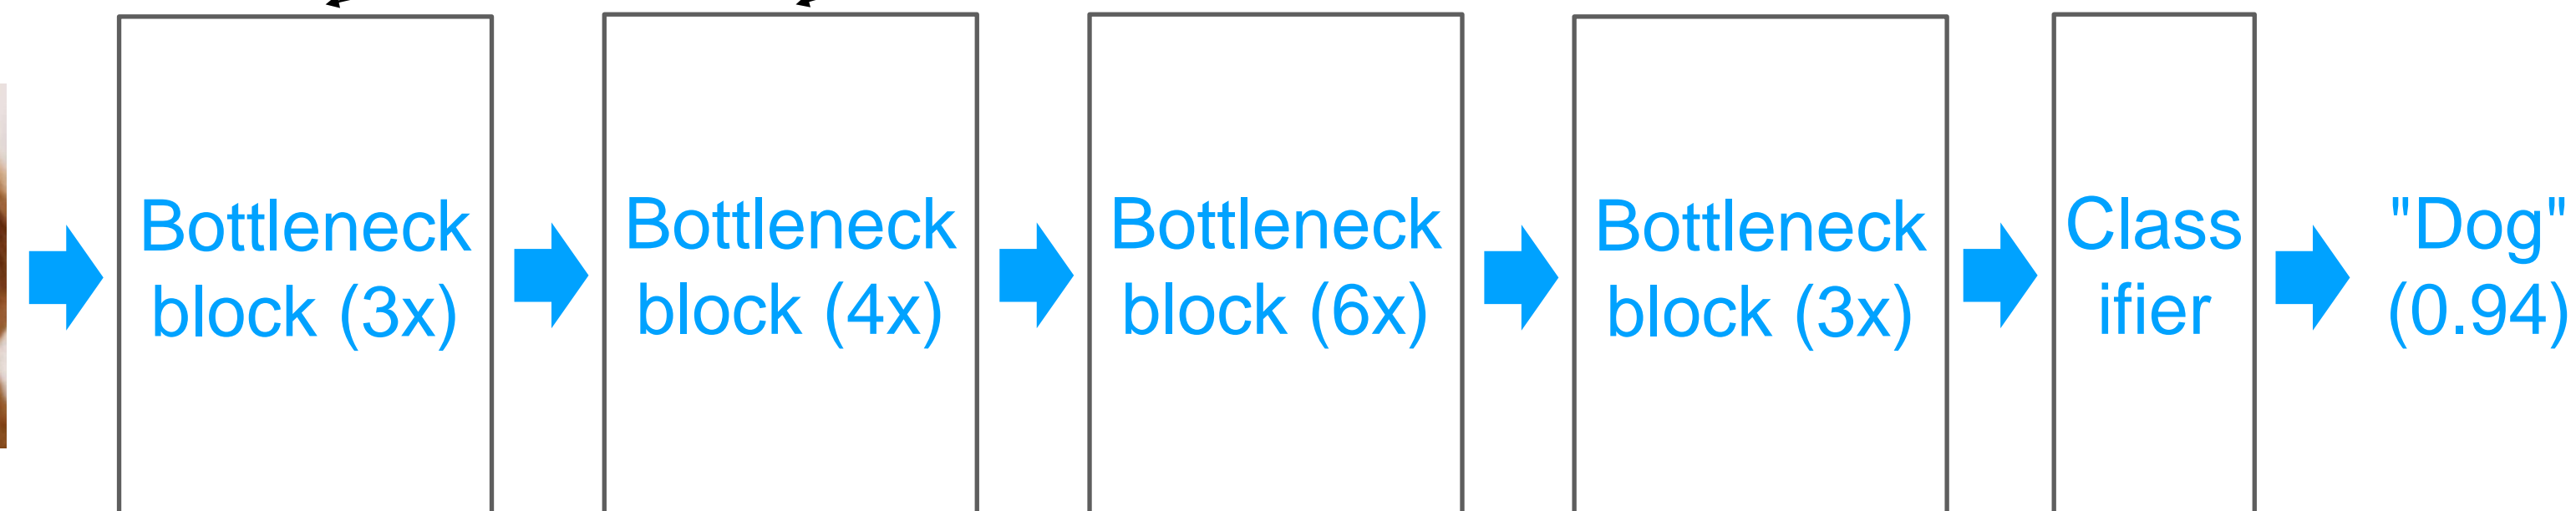 Bottleneck
block (3x)
Bottleneck
block (4x)
Bottleneck
block (6x)
Bottleneck
block (3x)
Class
ifier
"Dog"
(0.94)